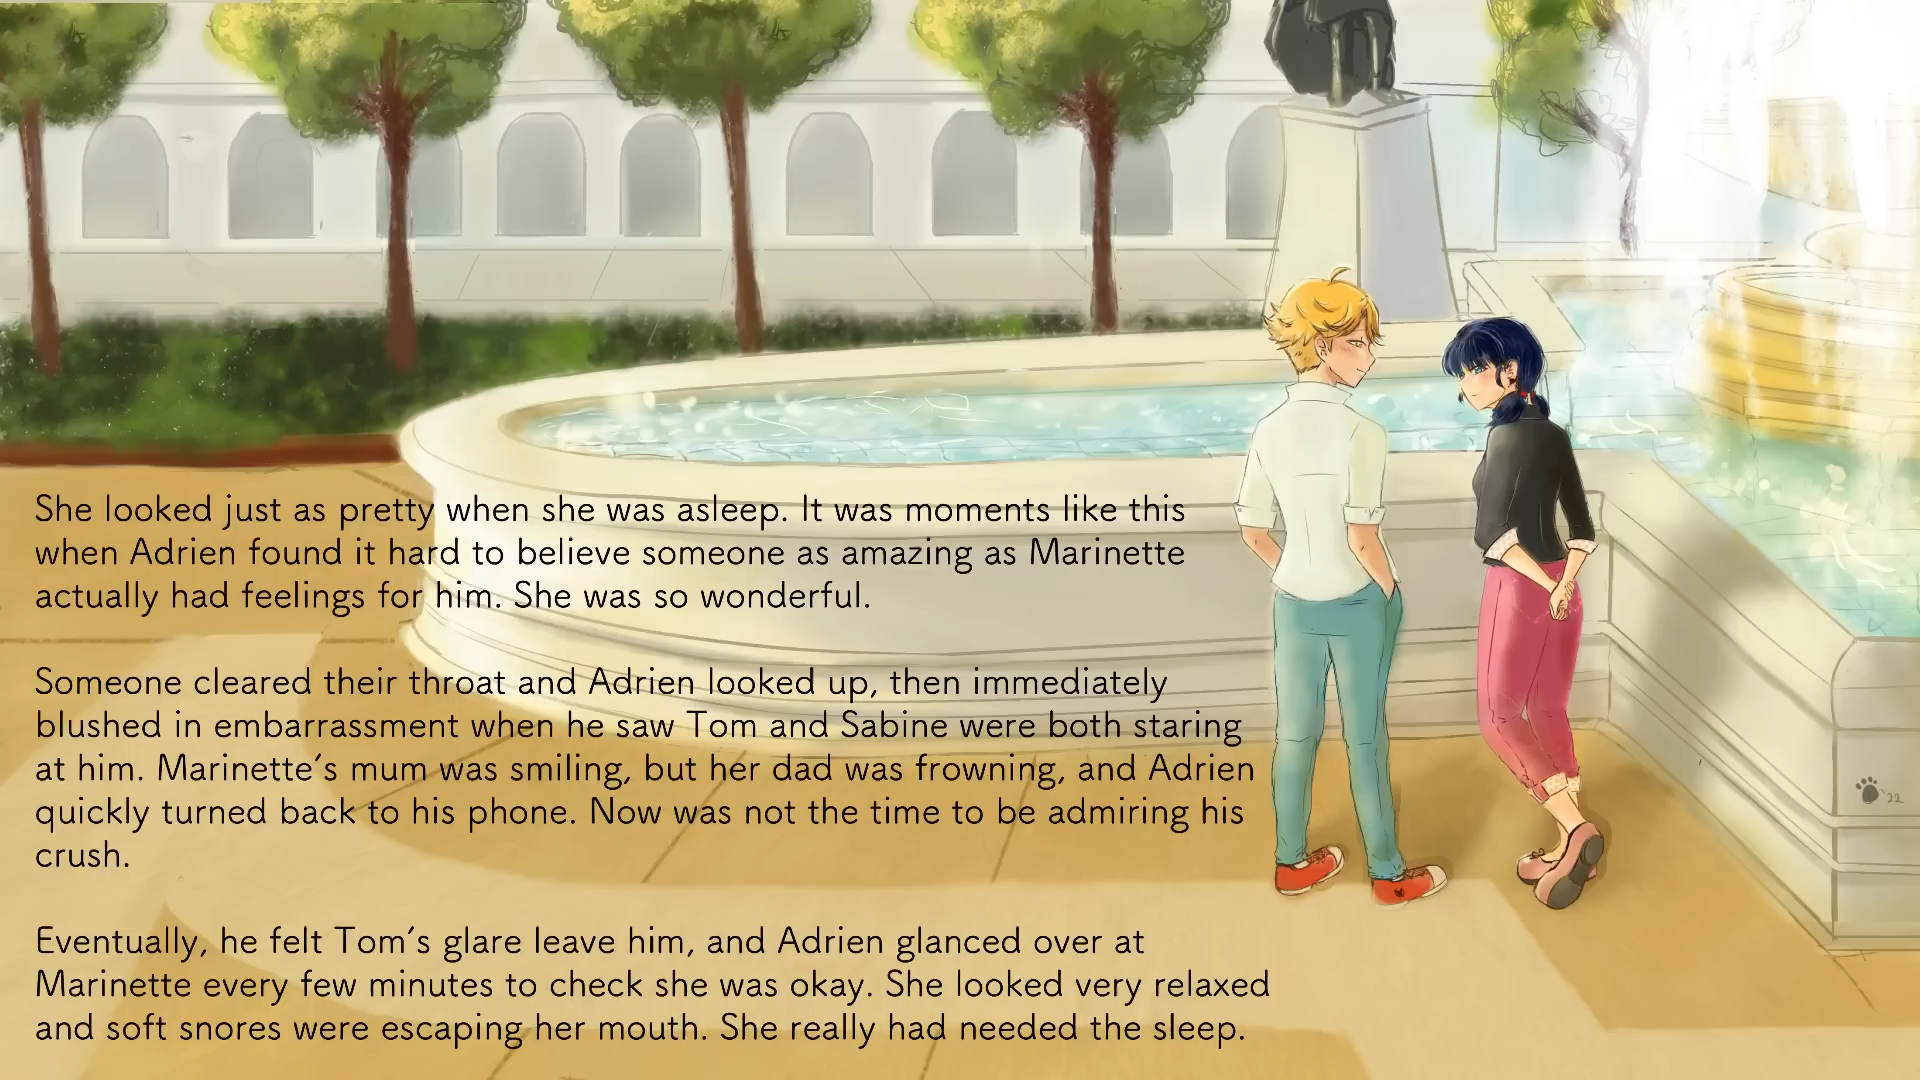 She looked just as pretty when she was asleep. It was moments like this
when Adrien found it hard to believe someone as amazing as Marinette
actually had feelings for him. She was so wonderful.
Someone cleared their throat and Adrien looked up, then immediately
blushed in embarrassment when he saw Tom and Sabine were both staring
at him. Marinette's mum was smiling, but her dad was frowning, and Adrien
quickly turned back to his phone. Now was not the time to be admiring his
crush.
Eventually, he felt Tom's glare leave him, and Adrien glanced over at
Marinette every few minutes to check she was okay. She looked very relaxed
and soft snores were escaping her mouth. She really had needed the sleep.
'22